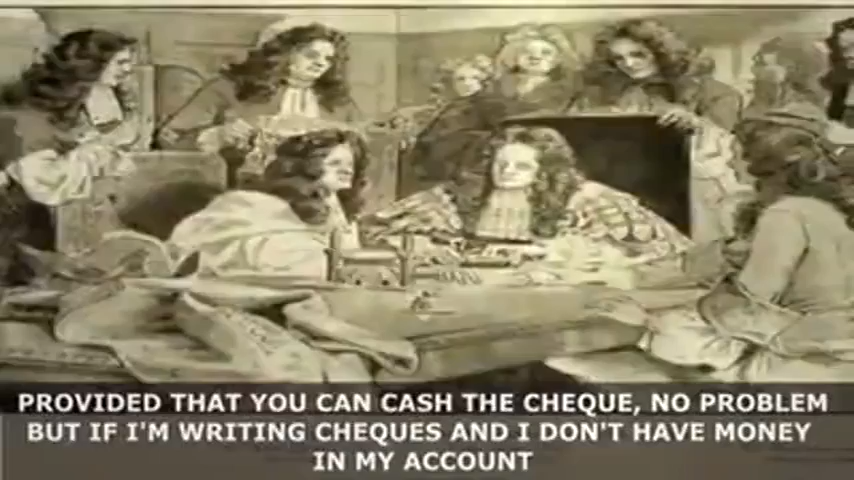 PROVIDED THAT YOU CAN CASH THE CHEQUE, NO PROBLEM
BUT IF I'M WRITING CHEQUES AND I DON'T HAVE MONEY
IN MY ACCOUNT